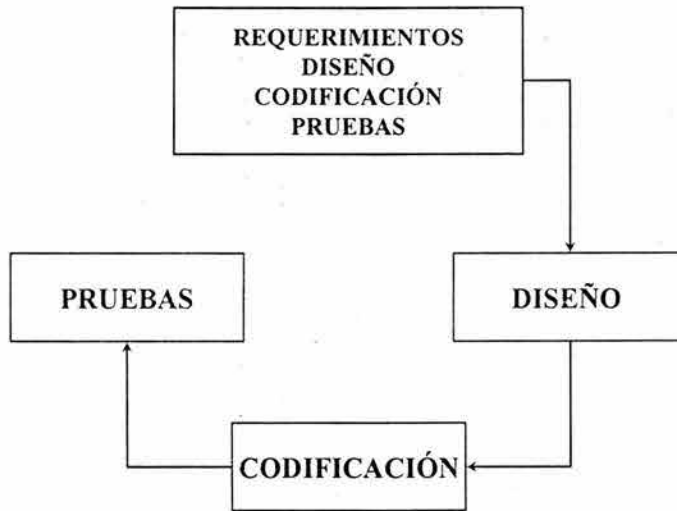 REQUERIMIENTOS
DISEÑO
CODIFICACIÓN
PRUEBAS
PRUEBAS
DISEÑO
CODIFICACIÓN